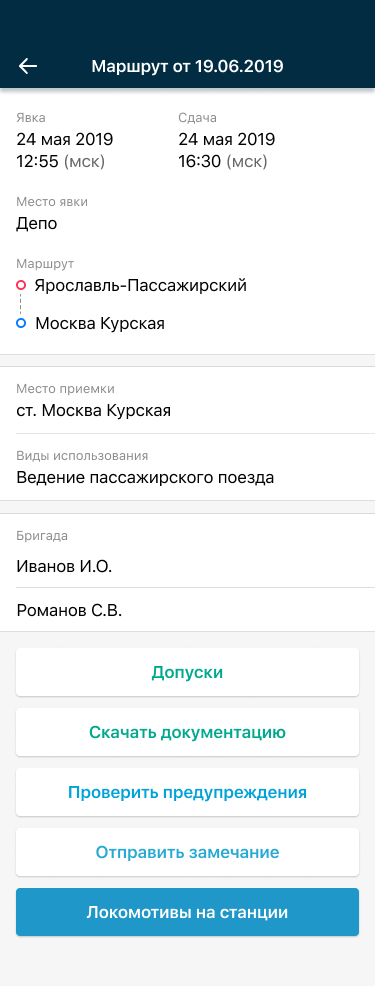 Маршрут от 19.06.2019
Явка
24 мая 2019
12:55 (мск)
Сдача
24 мая 2019
16:30 (мск)
Место явки
Депо
Маршрут
Ярославль-Пассажирский
Москва Курская
Место приемки
ст. Москва Курская
Виды использования
Ведение пассажирского поезда
Бригада
Иванов И.О.
Романов С.В.
Допуски
Скачать документацию
Проверить предупреждения
Отправить замечание
Локомотивы на станции